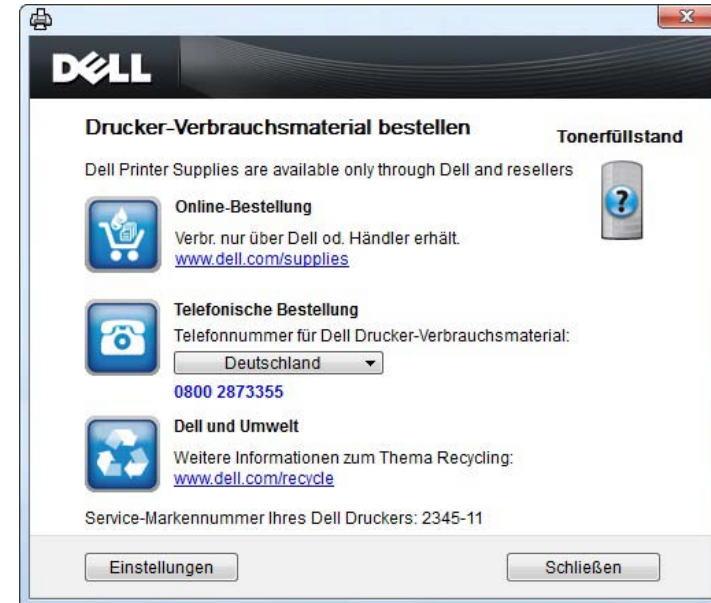 DELL
Drucker-Verbrauchsmaterial bestellen
Tonerfüllstand
Dell Printer Supplies are available only through Dell and resellers
?
Online-Bestellung
Verbr. nur über Dell od. Händler erhält.
www.dell.com/supplies
Telefonische Bestellung
Telefonnummer für Dell Drucker-Verbrauchsmaterial:
Deutschland
0800 2873355
Dell und Umwelt
Weitere Informationen zum Thema Recycling:
www.dell.com/recycle
Service-Markennummer Ihres Dell Druckers: 2345-11
Einstellungen
Schließen